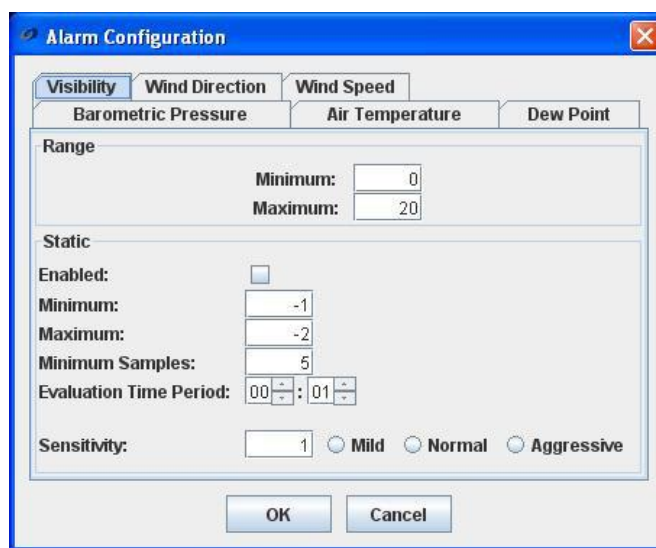 Alarm Configuration
Visibility Wind Direction Wind Speed
Barometric Pressure Air Temperature Dew Point
Range
Minimum: 0
Maximum: 20
Static
Enabled:
Minimum: -1
Maximum: -2
Minimum Samples: 5
Evaluation Time Period: 00 : 01
Sensitivity: 1 Mild Normal Aggressive
OK Cancel